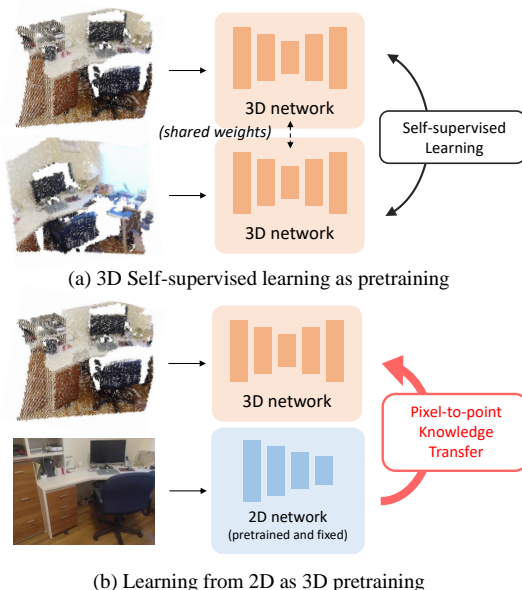 3D network
(shared weights)
3D network
Self-supervised
Learning
(a) 3D Self-supervised learning as pretraining
3D network
Pixel-to-point
Knowledge
Transfer
2D network
(pretrained and fixed)
(b) Learning from 2D as 3D pretraining